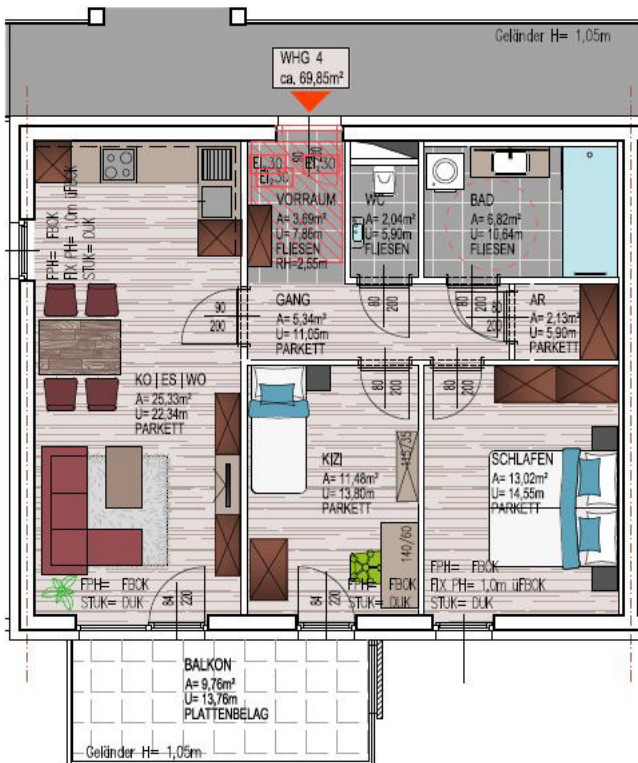 Geländer H= 1,05m
WHG 4
ca. 69,85m²
EI₂30
EI₂30
EI₂30
90
VORRAUM
A= 3,69m²
U= 7,86m
FLIESEN
RH=2,55m
WC
A= 2,04m²
U= 5,90m
FLIESEN
BAD
A= 6,82m²
U= 10,64m
FLIESEN
FPH= FBOK
FIX PH= 1,0m üFBOK
STUK= DUK
90
200
GANG
A= 5,34m²
U= 11,05m
PARKETT
80
200
80
200
AR
A= 2,13m²
U= 5,90m
PARKETT
KO | ES | WO
A= 25,33m²
U= 22,34m
PARKETT
80
200
80
200
145/35
KIZI
A= 11,48m²
U= 13,80m
PARKETT
SCHLAFEN
A= 13,02m²
U= 14,55m
PARKETT
140/60
FPH= FBOK
STUK= DUK
84
220
84
220
FPH= FBOK
STUK= DUK
FPH= FBOK
FIX PH= 1,0m üFBOK
STUK= DUK
BALKON
A= 9,76m²
U= 13,76m
PLATTENBELAG
Geländer H= 1,05m